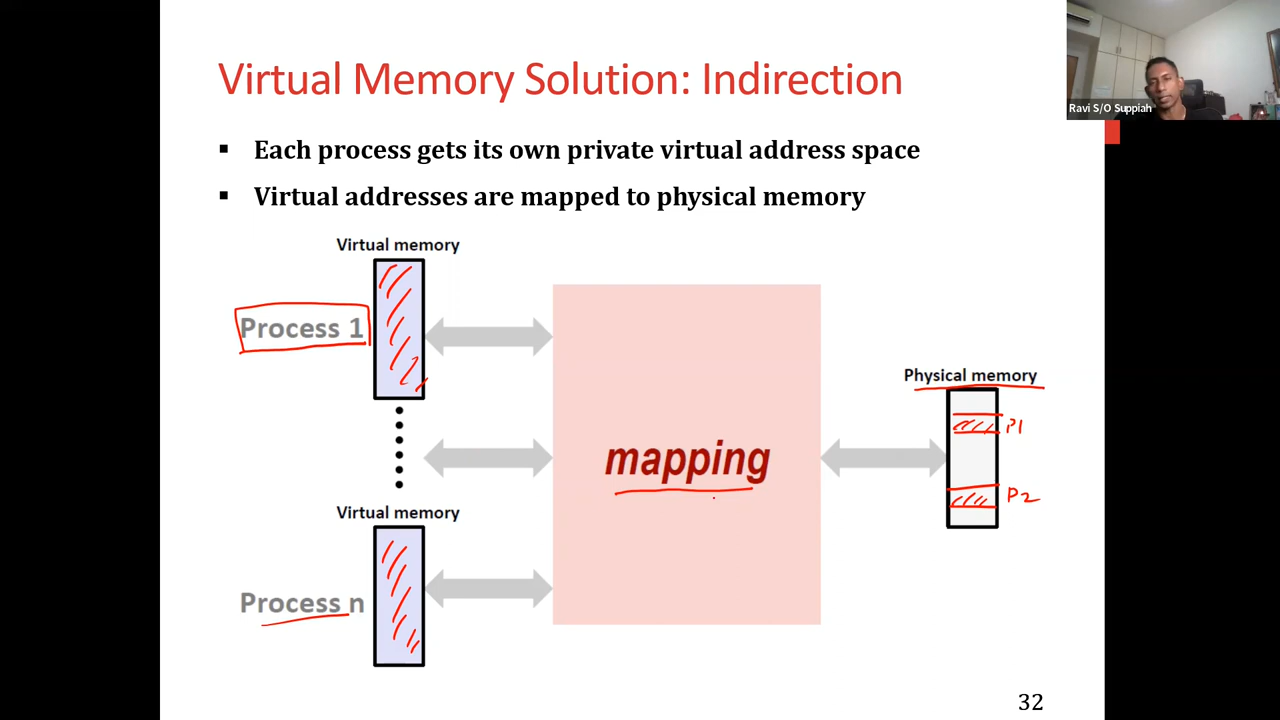 Virtual Memory Solution: Indirection
Ravi S/O Suppiah
▪ Each process gets its own private virtual address space
▪ Virtual addresses are mapped to physical memory
Virtual memory
Process 1
Physical memory
P1
mapping
P2
Virtual memory
Process n
32